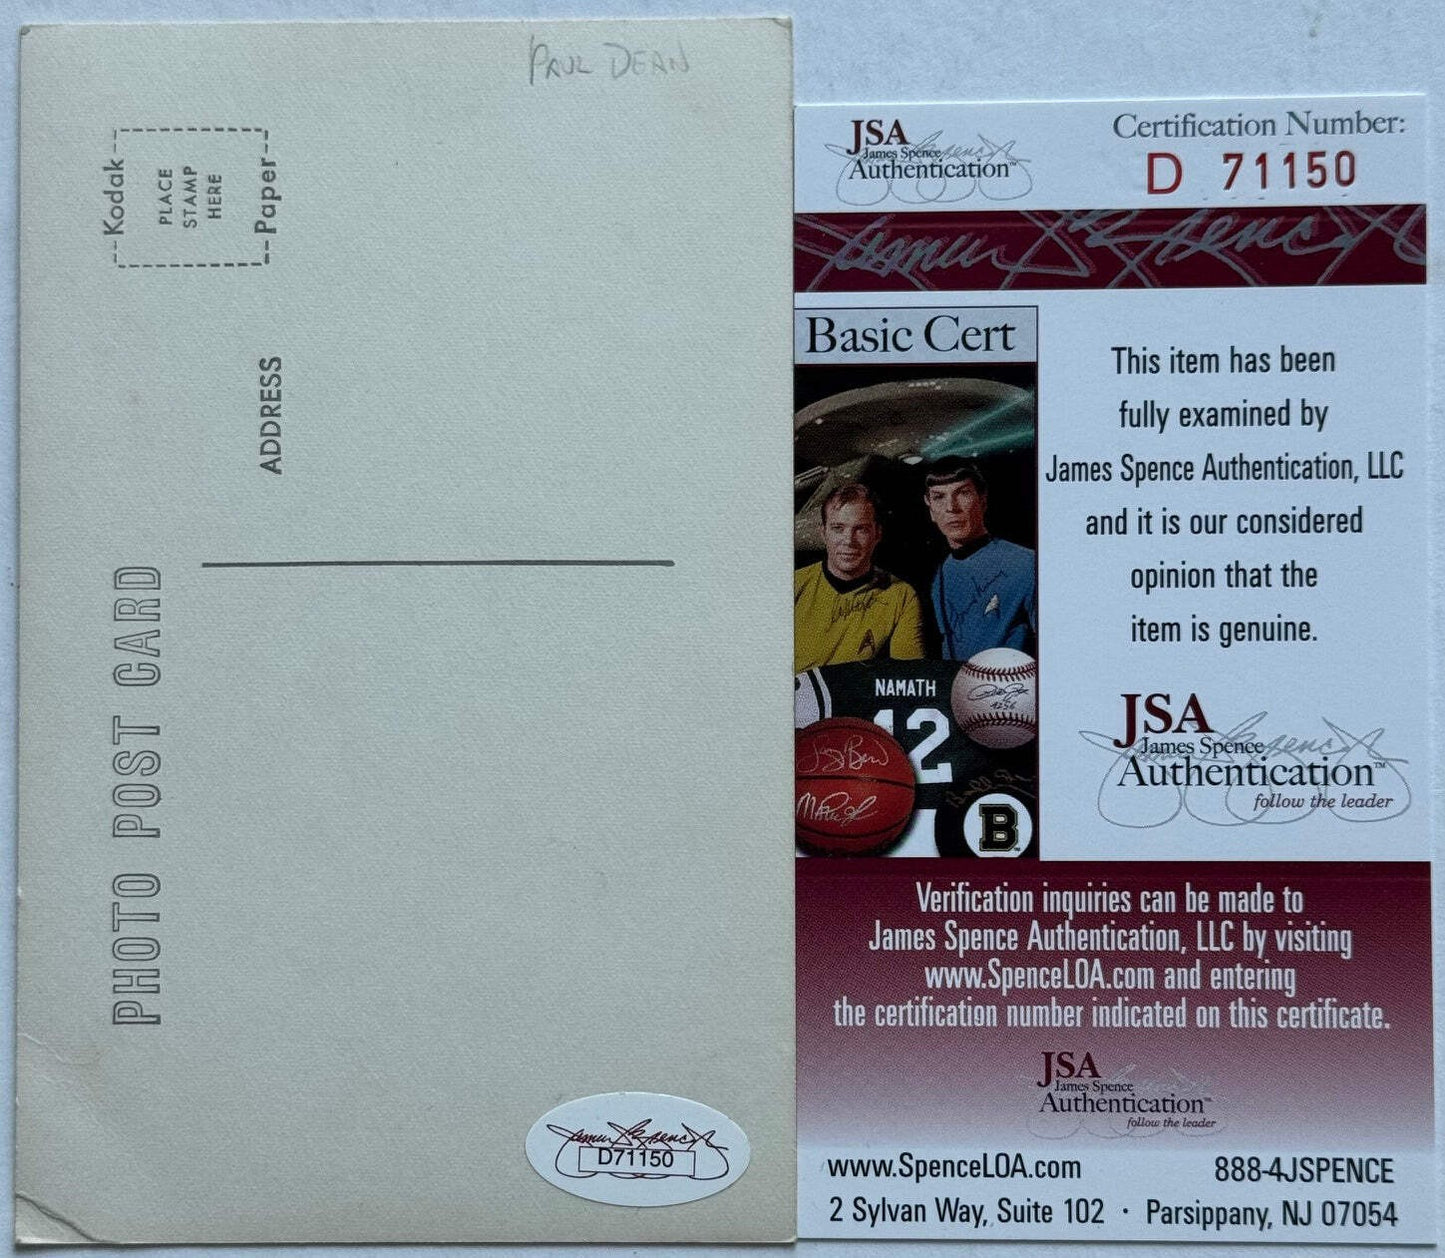 PAUL DEAN
Kodak
PLACE
STAMP
HERE
Paper
ADDRESS
PHOTO POST CARD
D71150
JSA
James Spence
Authentication™
Certification Number:
D 71150
Basic Cert
NAMATH
12
4256
B
This item has been
fully examined by
James Spence Authentication, LLC
and it is our considered
opinion that the
item is genuine.
JSA
James Spence
Authentication™
follow the leader
Verification inquiries can be made to
James Spence Authentication, LLC by visiting
www.SpenceLOA.com and entering
the certification number indicated on this certificate.
JSA
James Spence
Authentication™
follow the leader
www.SpenceLOA.com 888-4JSPENCE
2 Sylvan Way, Suite 102 · Parsippany, NJ 07054